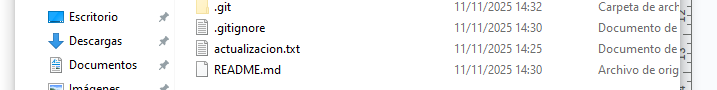 Escritorio
Descargas
Documentos
Imágenes
.git 11/11/2025 14:32 Carpeta de arch
.gitignore 11/11/2025 14:30 Documento de
actualizacion.txt 11/11/2025 14:25 Documento de
README.md 11/11/2025 14:30 Archivo de orig